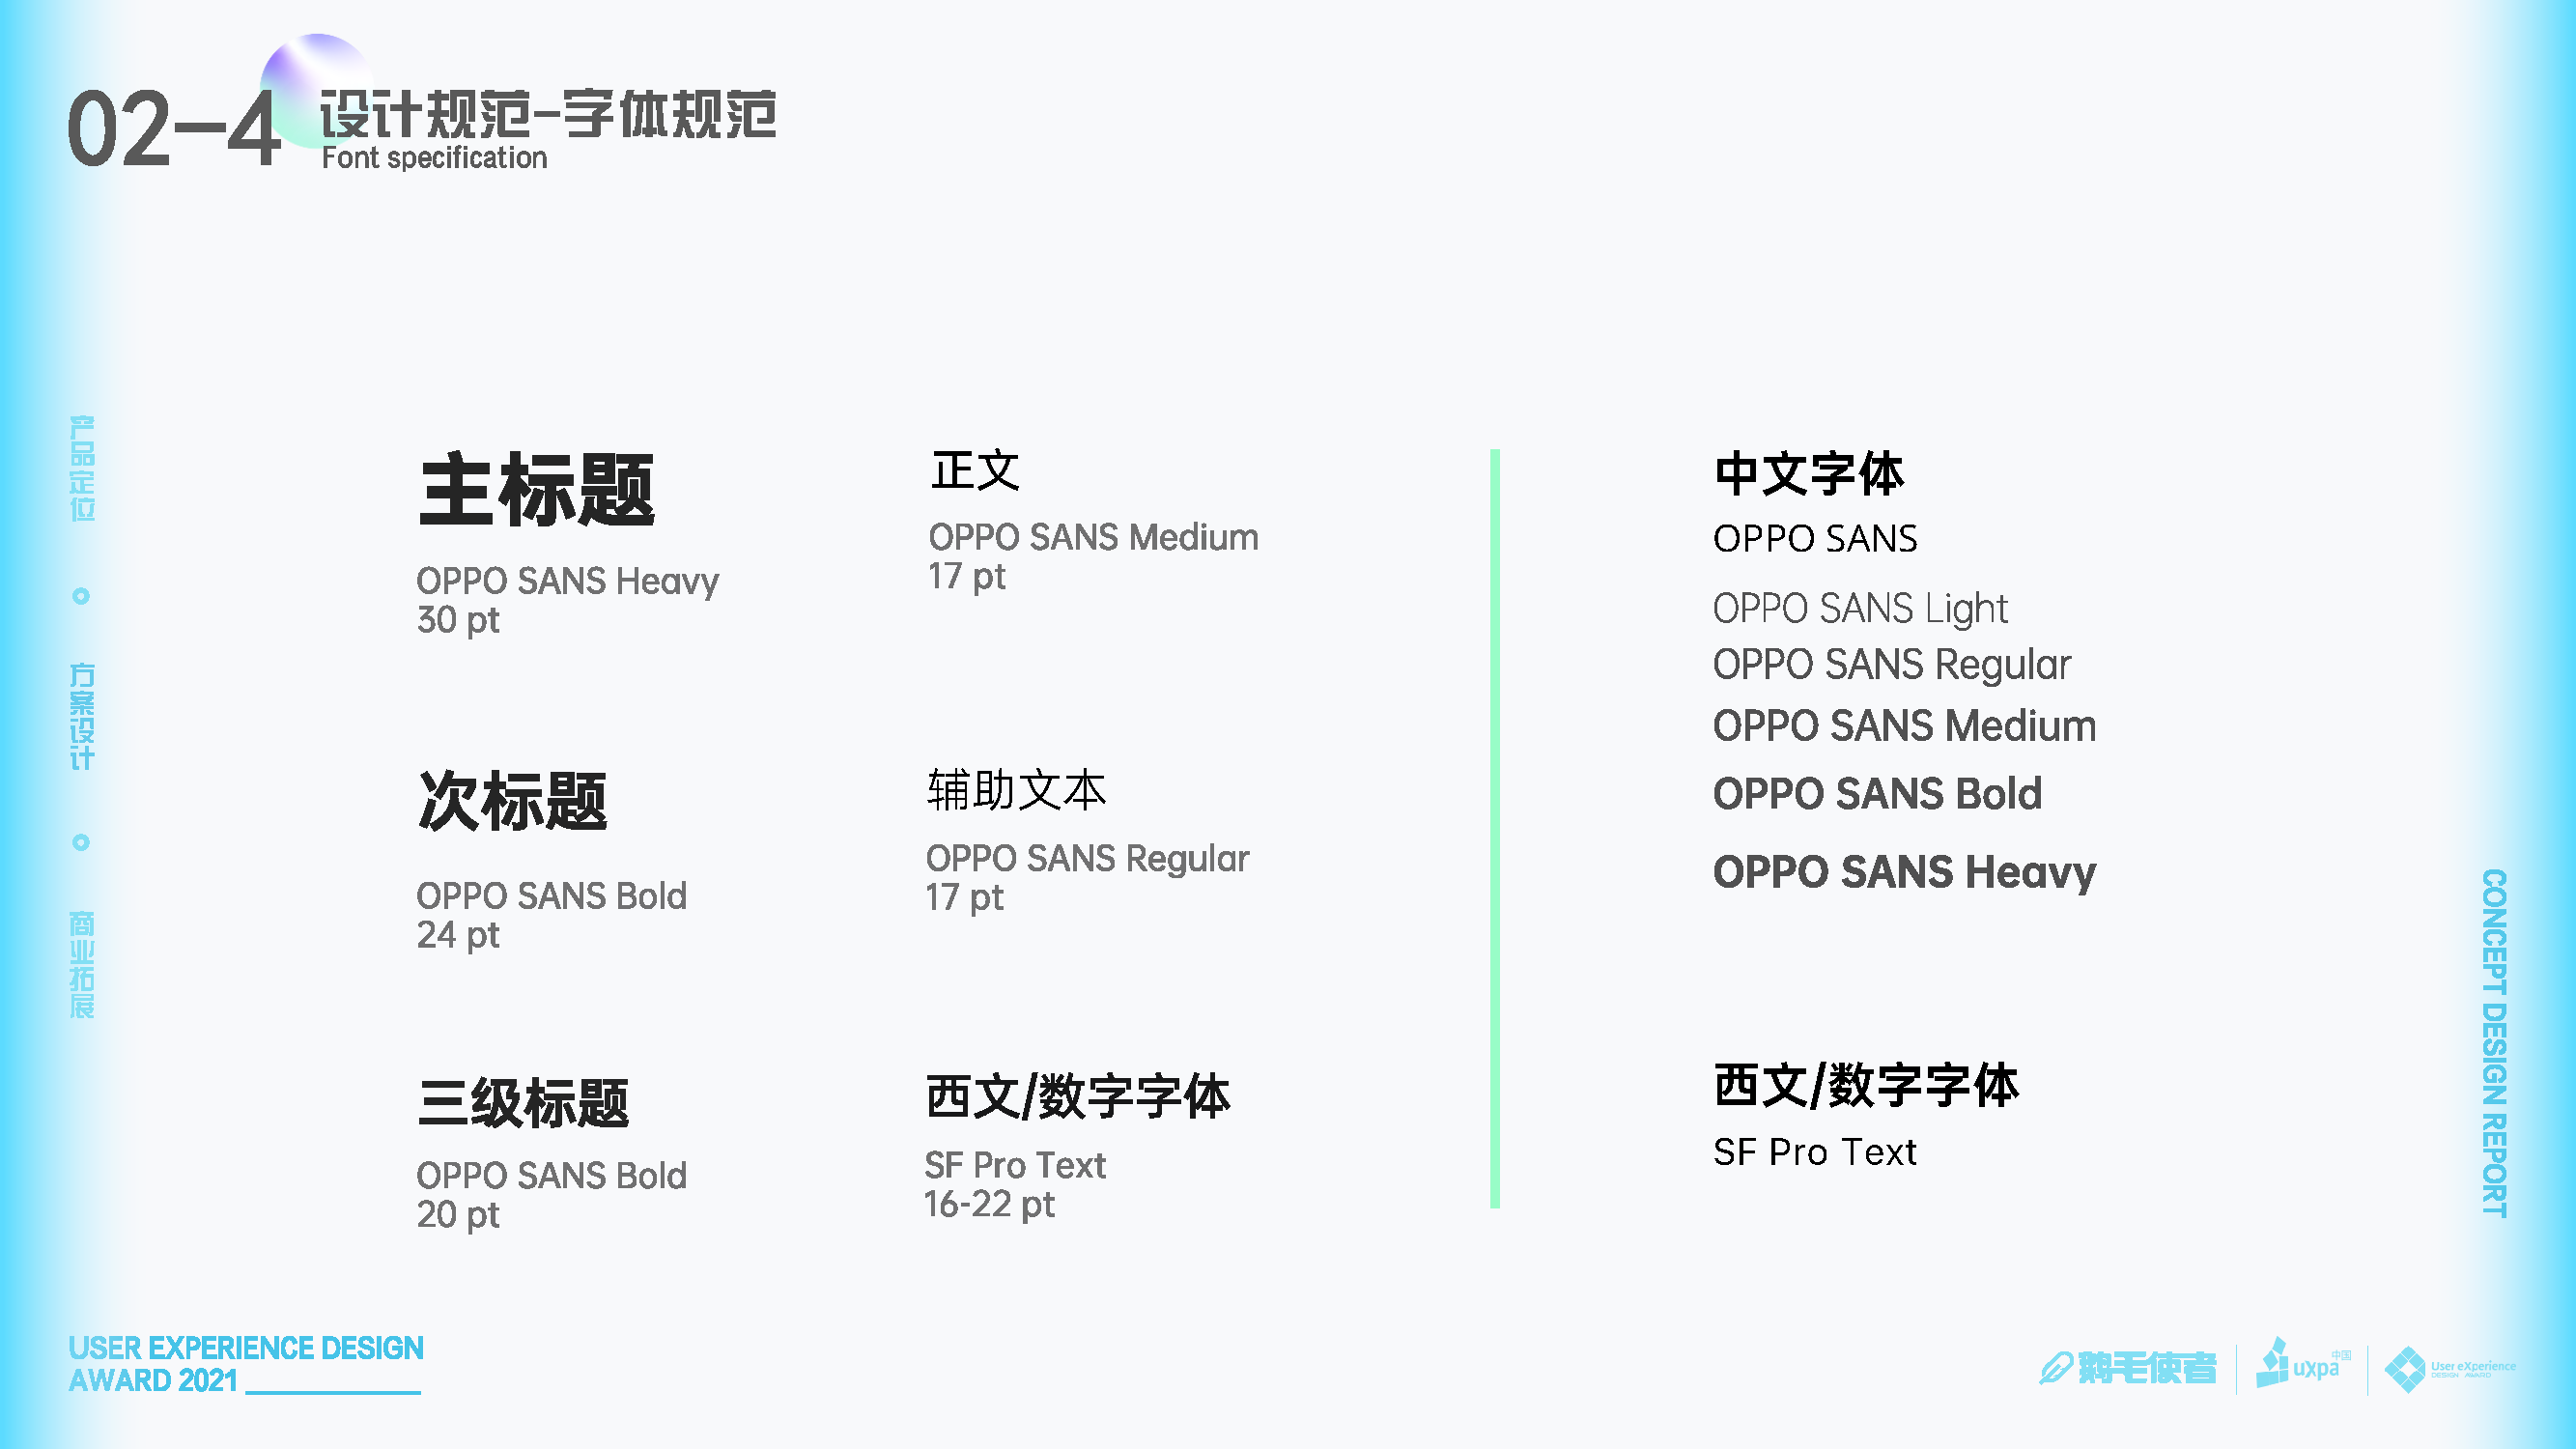 02-4
设计规范-字体规范
Font specification
产品定位
方案设计
商业拓展
主标题
OPPO SANS Heavy
30 pt
次标题
OPPO SANS Bold
24 pt
三级标题
OPPO SANS Bold
20 pt
正文
OPPO SANS Medium
17 pt
辅助文本
OPPO SANS Regular
17 pt
西文/数字字体
SF Pro Text
16-22 pt
中文字体
OPPO SANS
OPPO SANS Light
OPPO SANS Regular
OPPO SANS Medium
OPPO SANS Bold
OPPO SANS Heavy
西文/数字字体
SF Pro Text
CONCEPT DESIGN REPORT
USER EXPERIENCE DESIGN
AWARD 2021
鹅毛使者
uxpa中国
User eXperience
DESIGN AWARD